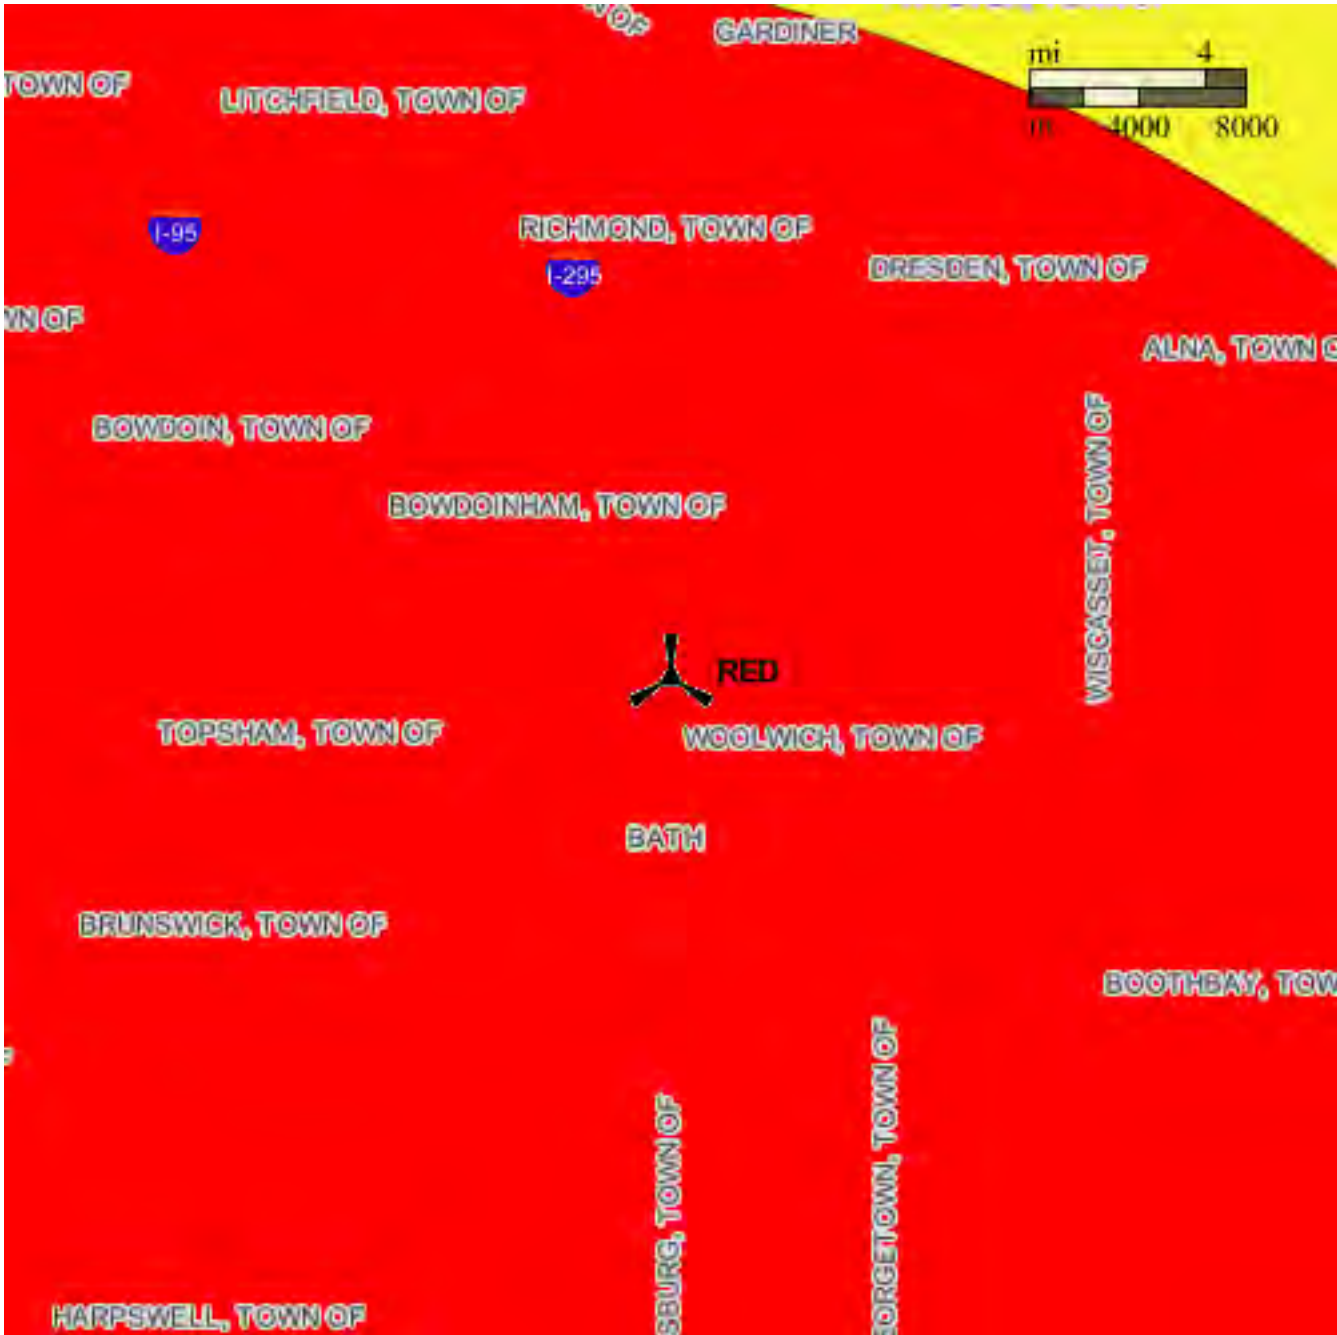 OF
GARDINER
mi 4
TOWN OF
LITCHFIELD, TOWN OF
m 4000 8000
I-95
RICHMOND, TOWN OF
I-295
DRESDEN, TOWN OF
OF
ALNA, TOWN
BOWDOIN, TOWN OF
WISCASSET, TOWN OF
BOWDOINHAM, TOWN OF
RED
TOPSHAM, TOWN OF
WOOLWICH, TOWN OF
BATH
BRUNSWICK, TOWN OF
BOOTHBAY, TOW
SBURG, TOWN OF
ORGETOWN, TOWN OF
HARPSWELL, TOWN OF